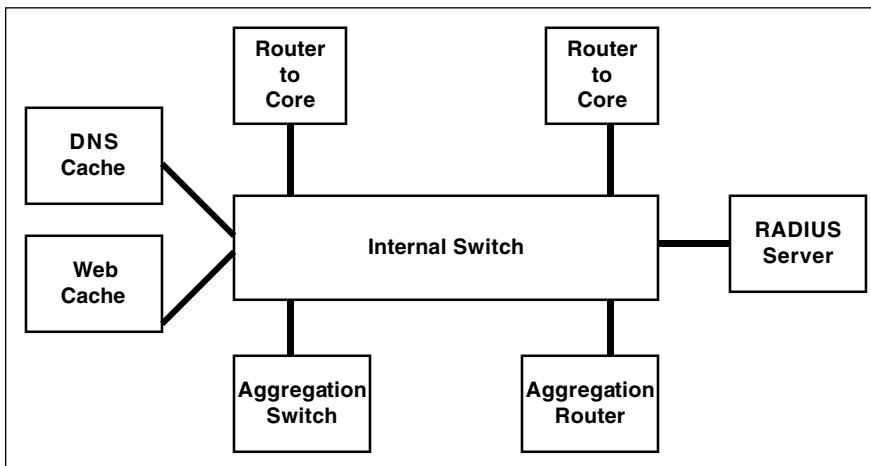 Router
to
Core
Router
to
Core
DNS
Cache
Internal Switch
RADIUS
Server
Web
Cache
Aggregation
Switch
Aggregation
Router